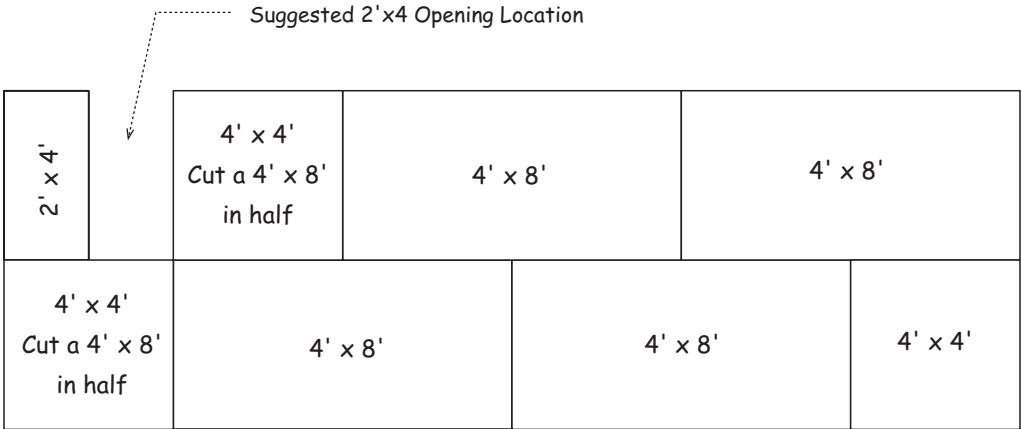 Suggested 2'x4 Opening Location
2' x 4'
4' x 4'
Cut a 4' x 8'
in half
4' x 8'
4' x 8'
4' x 4'
Cut a 4' x 8'
in half
4' x 8'
4' x 8'
4' x 4'